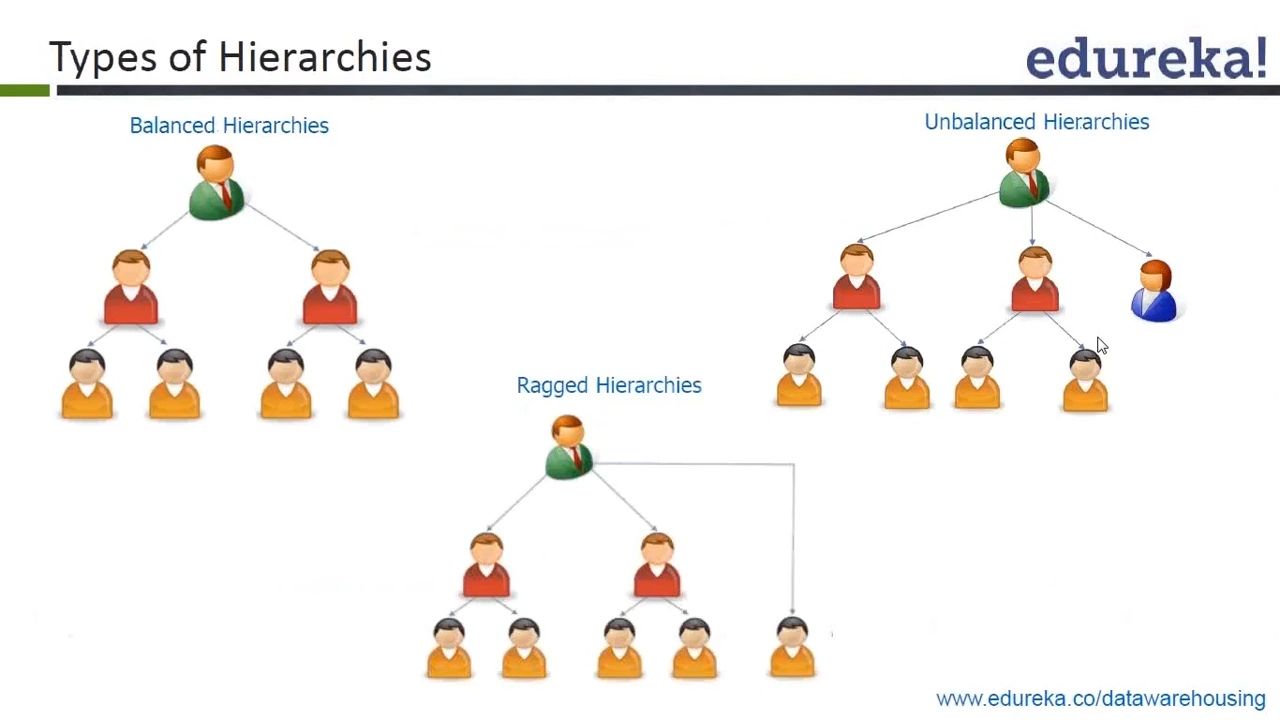 Types of Hierarchies
edureka!
Balanced Hierarchies
Unbalanced Hierarchies
Ragged Hierarchies
www.edureka.co/datawarehousing